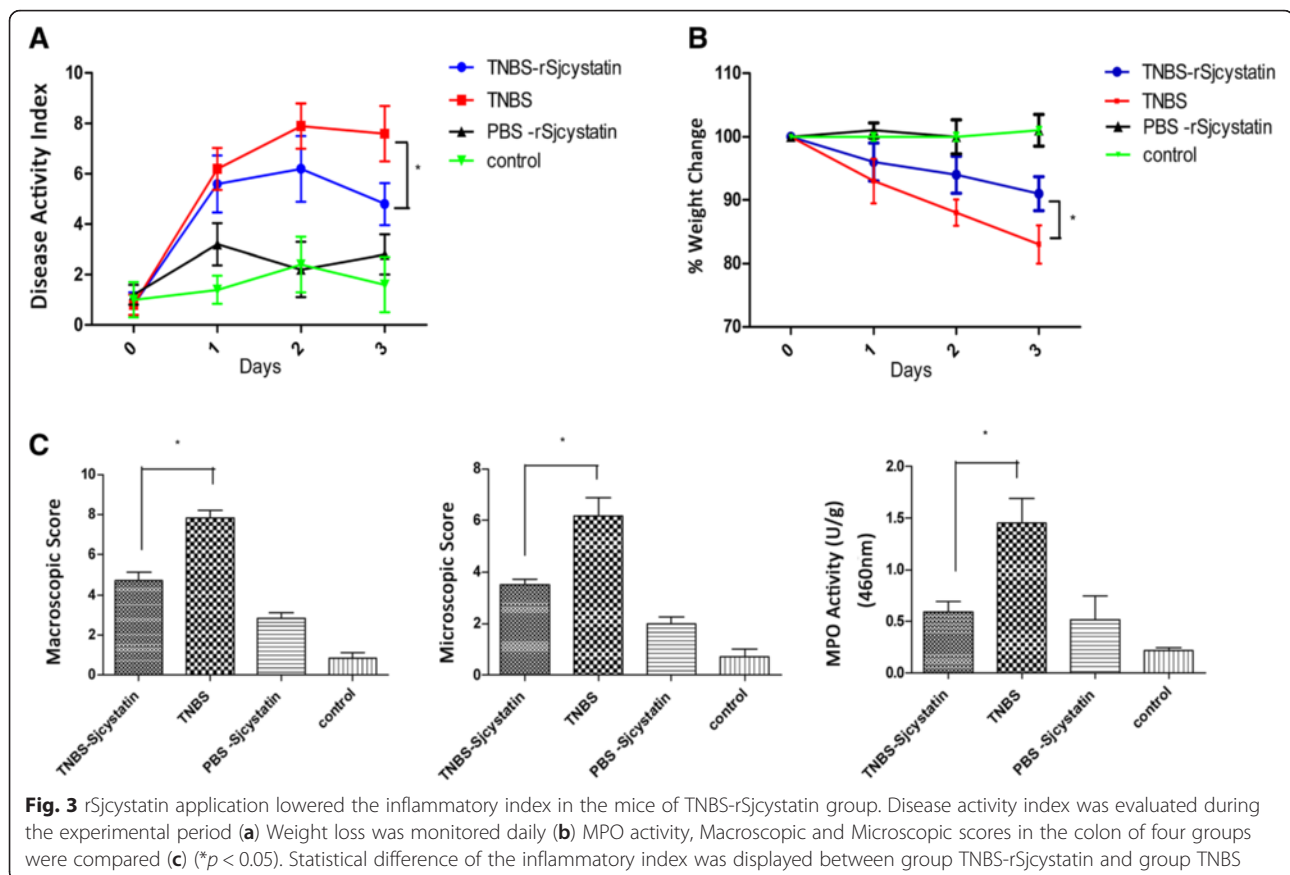 A
10
8
6
4
2
0
Disease Activity Index
0 1 2 3
Days
TNBS-rSjcystatin
TNBS
PBS -rSjcystatin
control
*
B
110
100
90
80
70
% Weight Change
0 1 2 3
Days
TNBS-rSjcystatin
TNBS
PBS -rSjcystatin
control
*
C
*
10
8
6
4
2
0
Macroscopic Score
TNBS-Sjcystatin
TNBS
PBS -Sjcystatin
control
*
8
6
4
2
0
Microscopic Score
TNBS-Sjcystatin
TNBS
PBS -Sjcystatin
control
*
2.0
1.5
1.0
0.5
0.0
MPO Activity (U/g)
(460nm)
TNBS-Sjcystatin
TNBS
PBS -Sjcystatin
control
Fig. 3 rSjcystatin application lowered the inflammatory index in the mice of TNBS-rSjcystatin group. Disease activity index was evaluated during
the experimental period (a) Weight loss was monitored daily (b) MPO activity, Macroscopic and Microscopic scores in the colon of four groups
were compared (c) (*p < 0.05). Statistical difference of the inflammatory index was displayed between group TNBS-rSjcystatin and group TNBS